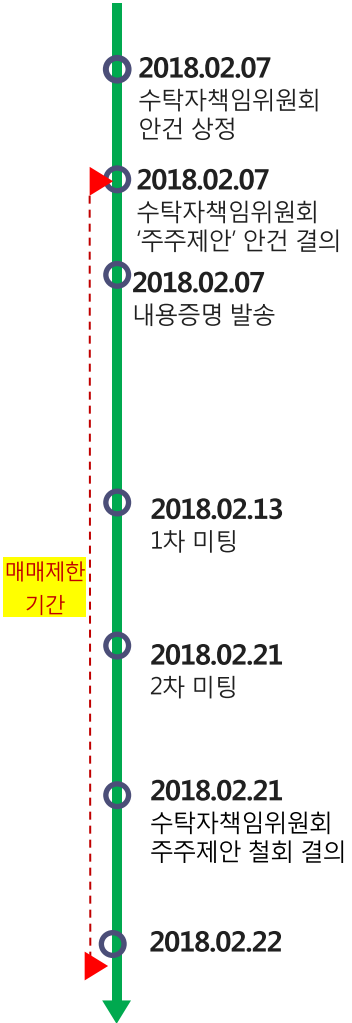 2018.02.07
수탁자책임위원회
안건 상정
2018.02.07
수탁자책임위원회
‘주주제안’ 안건 결의
2018.02.07
내용증명 발송
2018.02.13
1차 미팅
매매제한
기간
2018.02.21
2차 미팅
2018.02.21
수탁자책임위원회
주주제안 철회 결의
2018.02.22